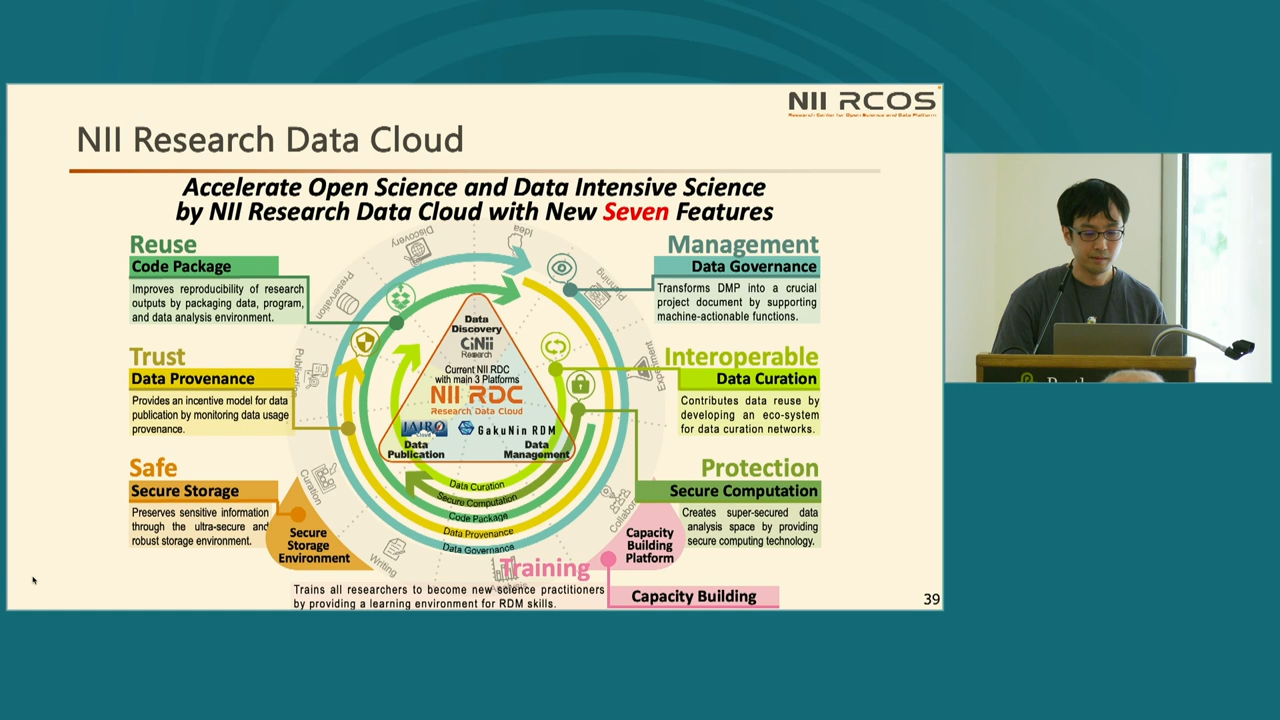 NII RCOS
Research Center for Open Science and Data Platform
NII Research Data Cloud
Accelerate Open Science and Data Intensive Science
by NII Research Data Cloud with New Seven Features
Reuse
Code Package
Improves reproducibility of research
outputs by packaging data, program,
and data analysis environment.
Trust
Data Provenance
Provides an incentive model for data
publication by monitoring data usage
provenance.
Safe
Secure Storage
Preserves sensitive information
through the ultra-secure and
robust storage environment.
Secure
Storage
Environment
Discovery
Idea
Preservation
Planning
Experiment
Curation
Writing
Data
Discovery
CiNii
Research
Current NII RDC
with main 3 Platforms
NII RDC
Research Data Cloud
JAIRO
Cloud
GakuNin RDM
Data
Publication
Data
Management
Data Curation
Secure Computation
Code Package
Data Provenance
Data Governance
Management
Data Governance
Transforms DMP into a crucial
project document by supporting
machine-actionable functions.
Interoperable
Data Curation
Contributes data reuse by
developing an eco-system
for data curation networks.
Protection
Secure Computation
Creates super-secured data
analysis space by providing
secure computing technology.
Capacity
Building
Platform
Training
Trains all researchers to become new science practitioners
by providing a learning environment for RDM skills.
Capacity Building
39